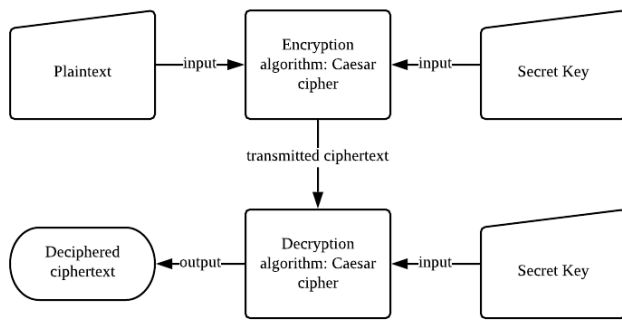 Plaintext
input
Encryption
algorithm: Caesar
cipher
input
Secret Key
transmitted ciphertext
Deciphered
ciphertext
output
Decryption
algorithm: Caesar
cipher
input
Secret Key